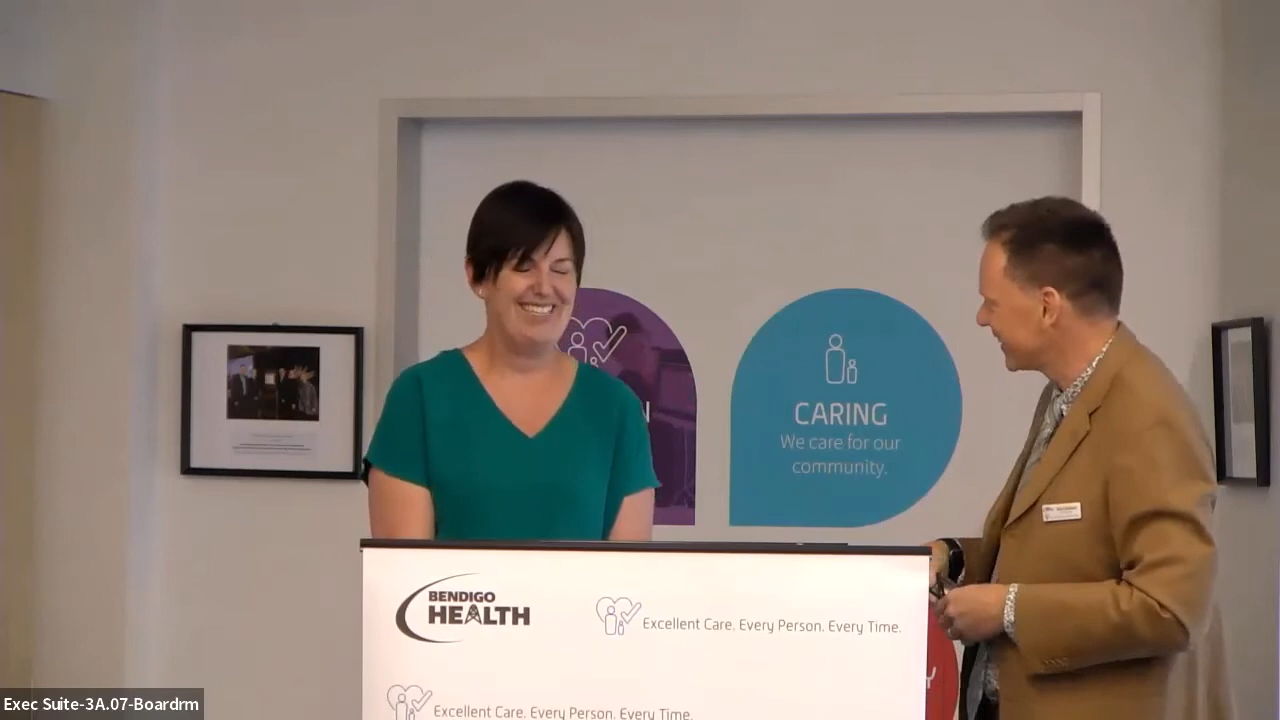 CARING
We care for our
community.
BENDIGO
HEALTH
Excellent Care. Every Person. Every Time.
Excellent Care. Every Person. Every Time.
Exec Suite-3A.07-Boardrm